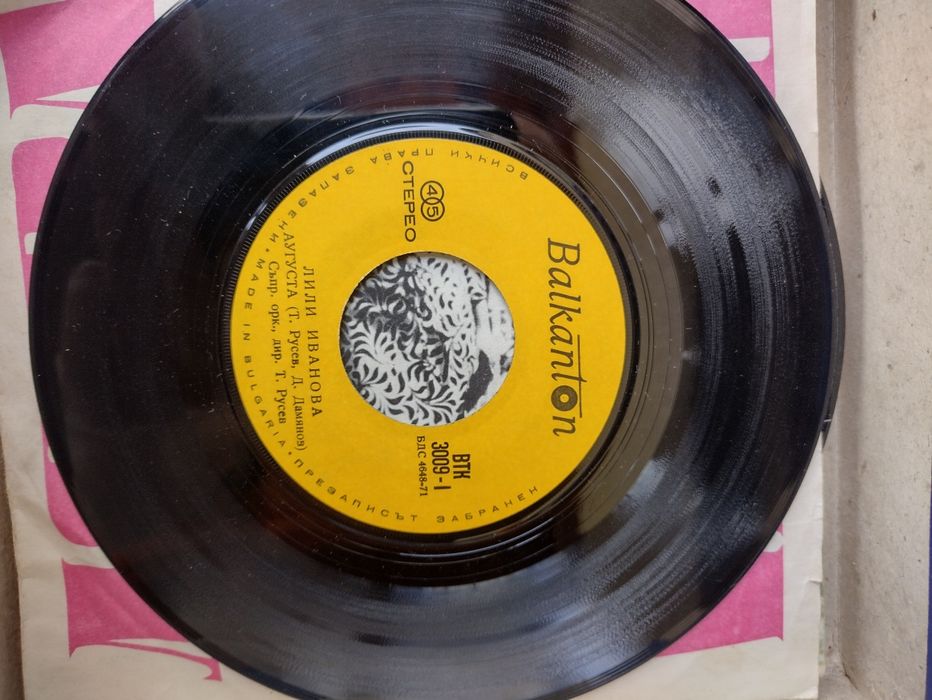 Balkanton
45
СТЕРЕО
ВТК
3009-I
БДС 4648-71
ЛИЛИ ИВАНОВА
АУГУСТА (Т. Русев, Д. Дамянов)
Съпр. орк., дир. Т. Русев
ВСИЧКИ ПРАВА ЗАПАЗЕНИ • MADE IN BULGARIA • ПРЕЗАПИСЪТ ЗАБРАНЕН